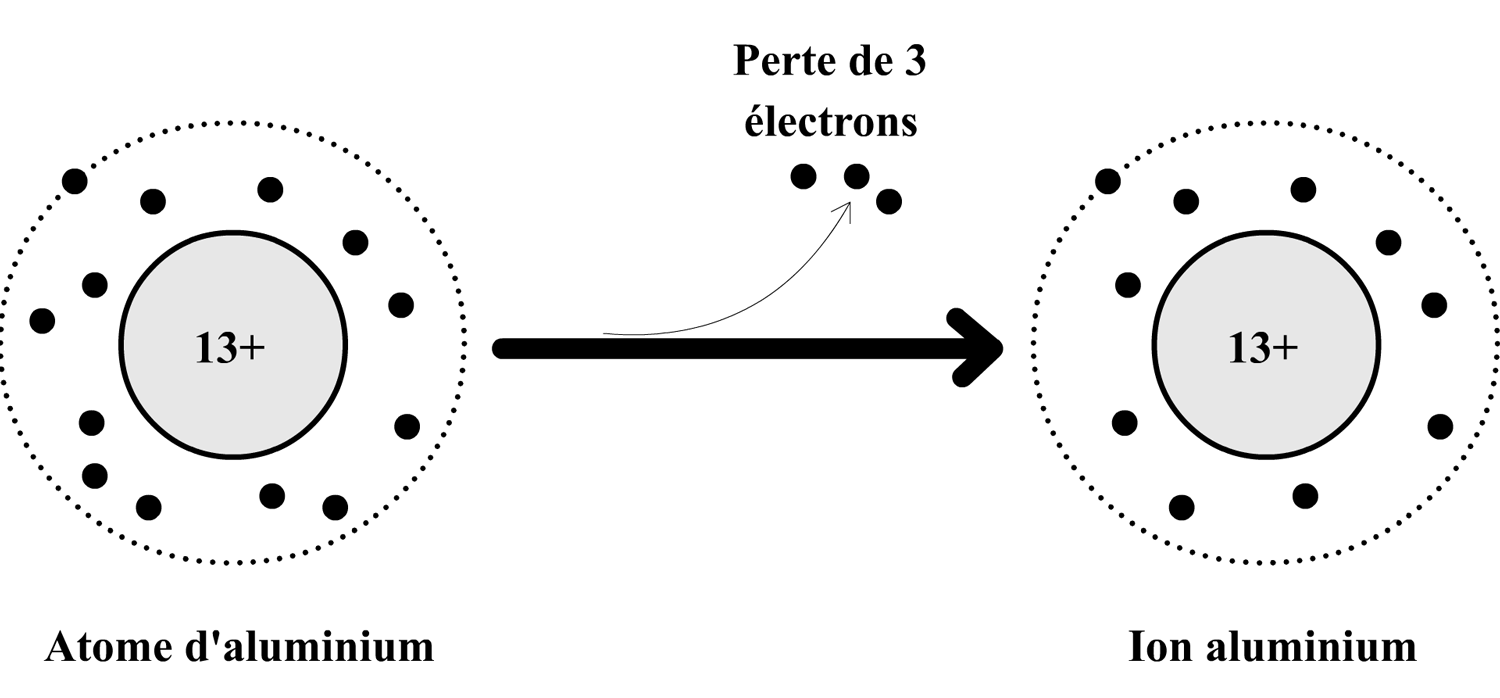 Perte de 3
électrons
13+
13+
Atome d'aluminium
Ion aluminium